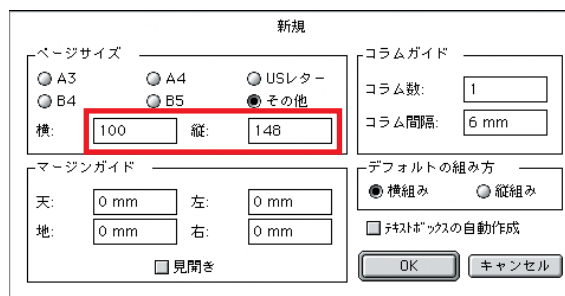 新規
ページサイズ
A3 A4 USレター
B4 B5 その他
横: 100 縦: 148
マージンガイド
天: 0 mm 左: 0 mm
地: 0 mm 右: 0 mm
見開き
コラムガイド
コラム数: 1
コラム間隔: 6 mm
デフォルトの組み方
横組み 縦組み
ﾃｷｽﾄﾎﾞｯｸｽの自動作成
OK キャンセル